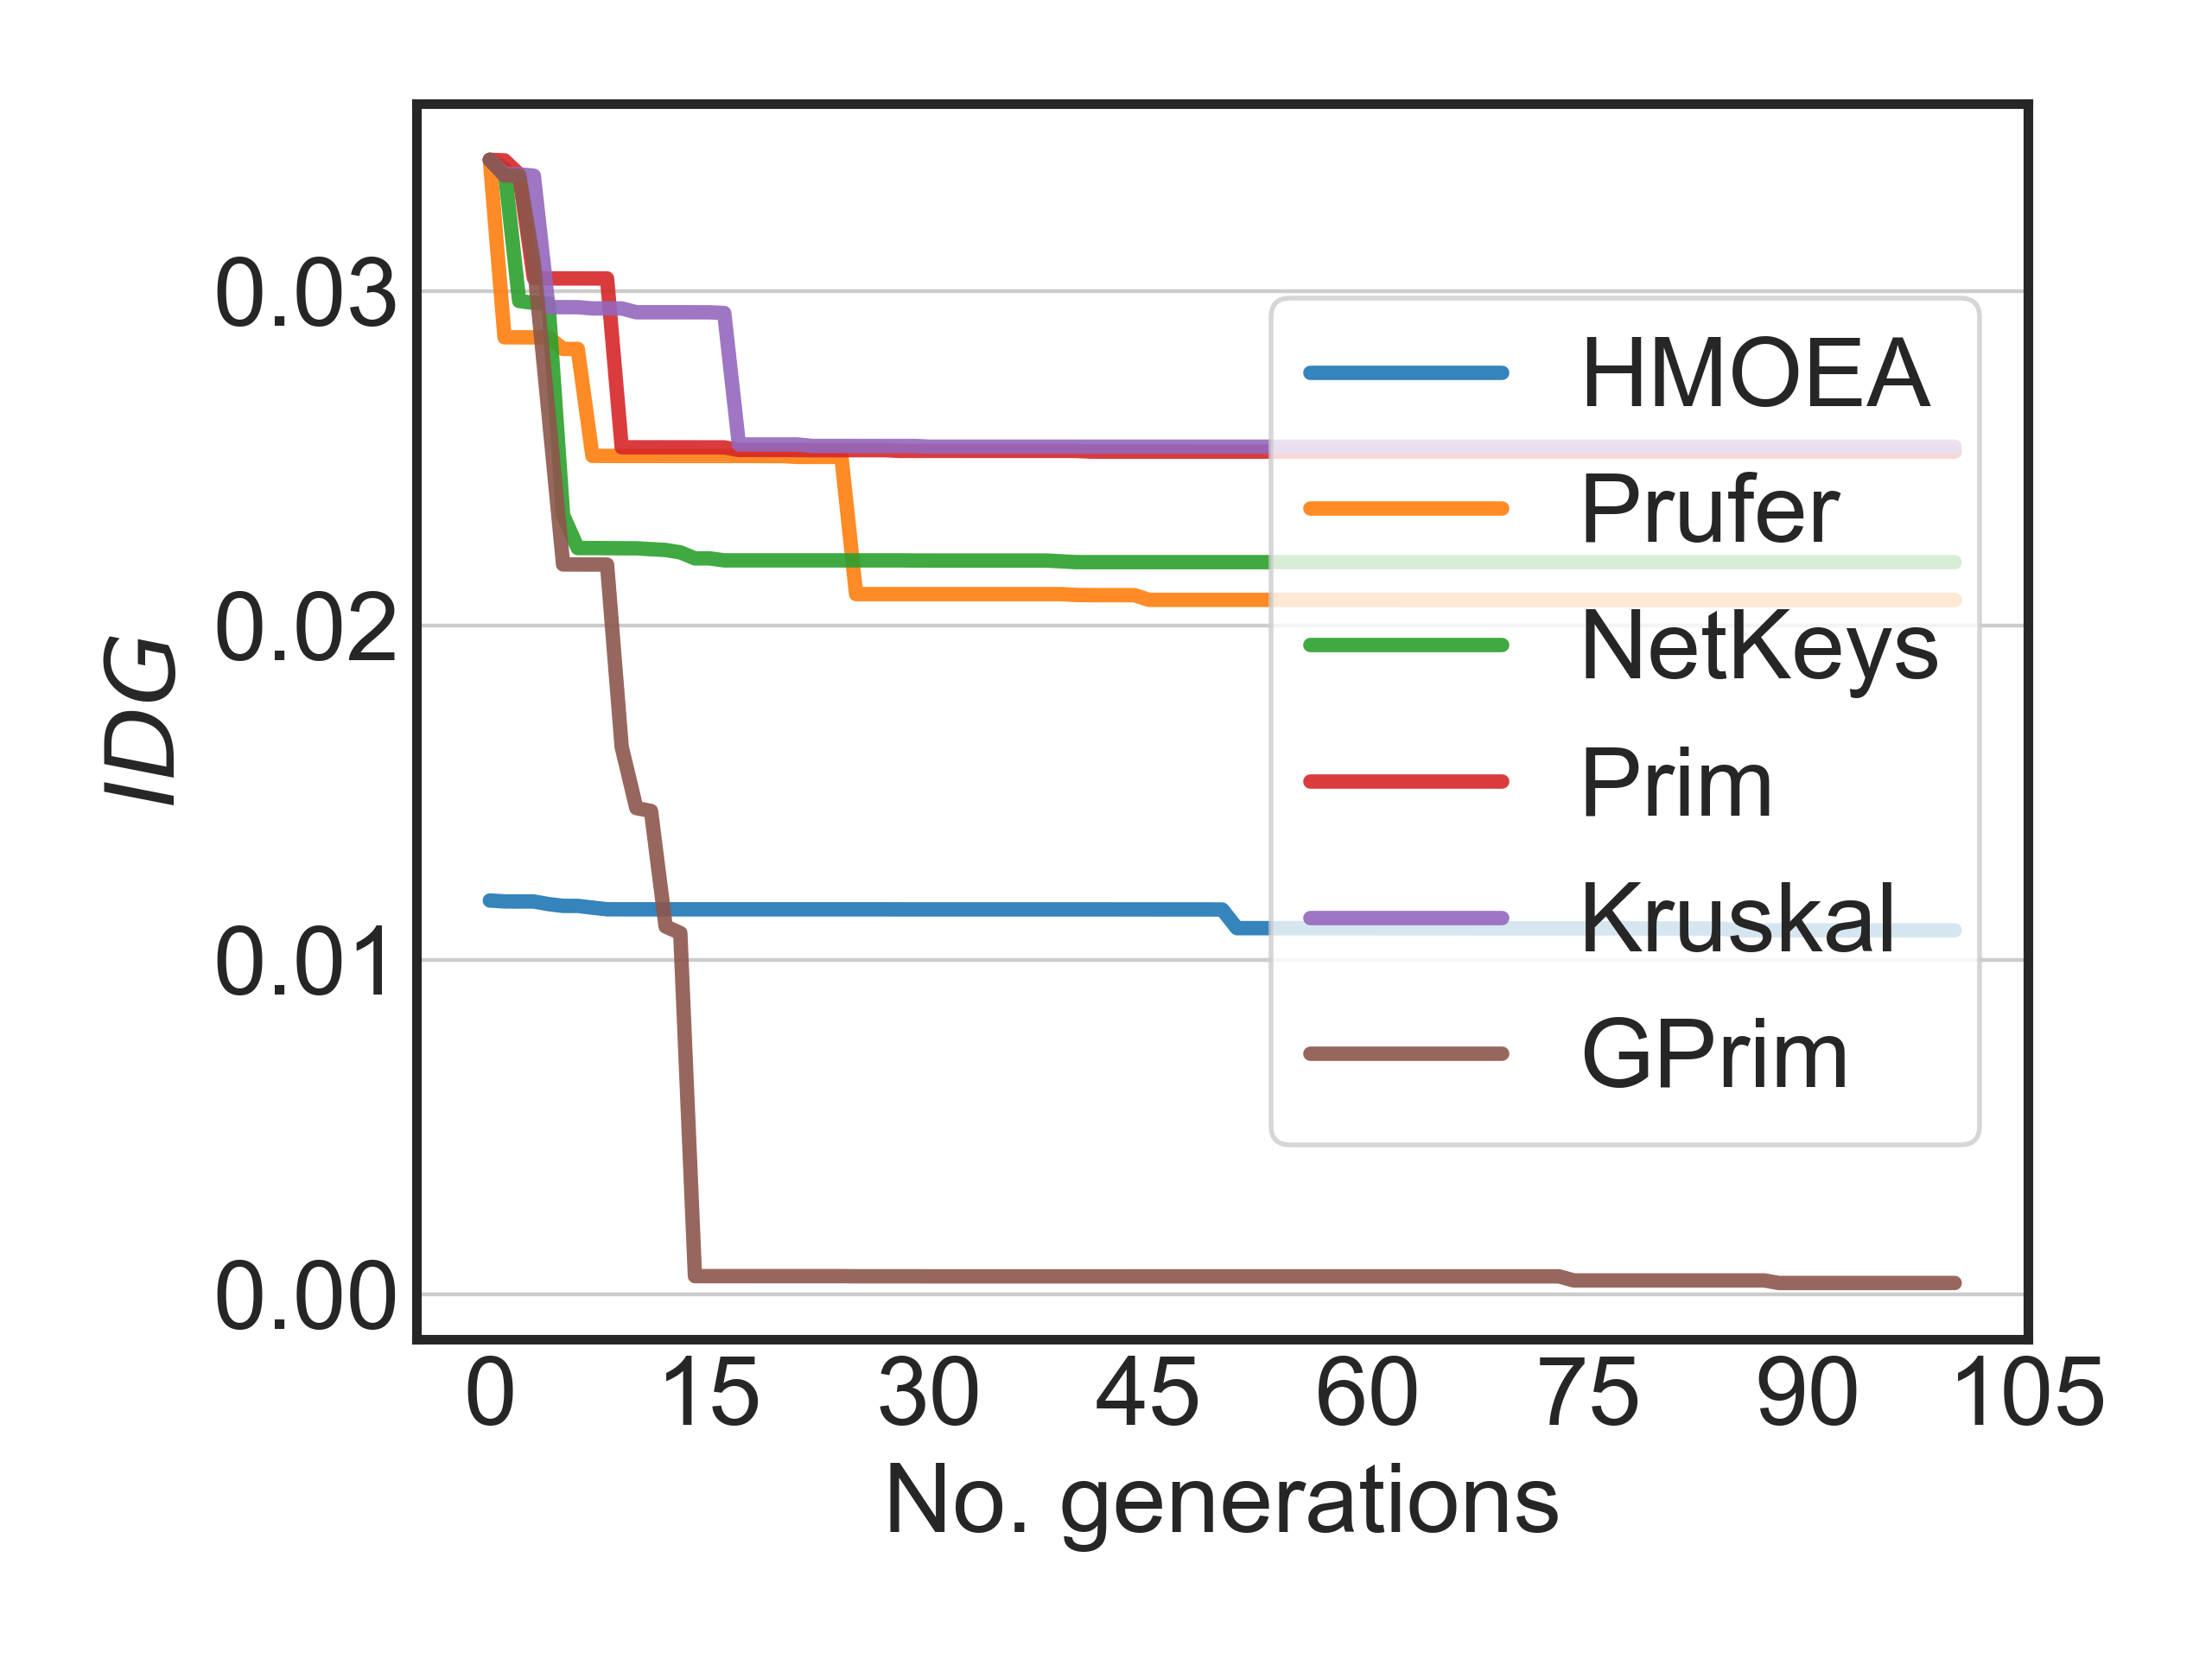 IDG
0.03
0.02
0.01
0.00
HMOEA
Prufer
NetKeys
Prim
Kruskal
GPrim
0 15 30 45 60 75 90 105
No. generations